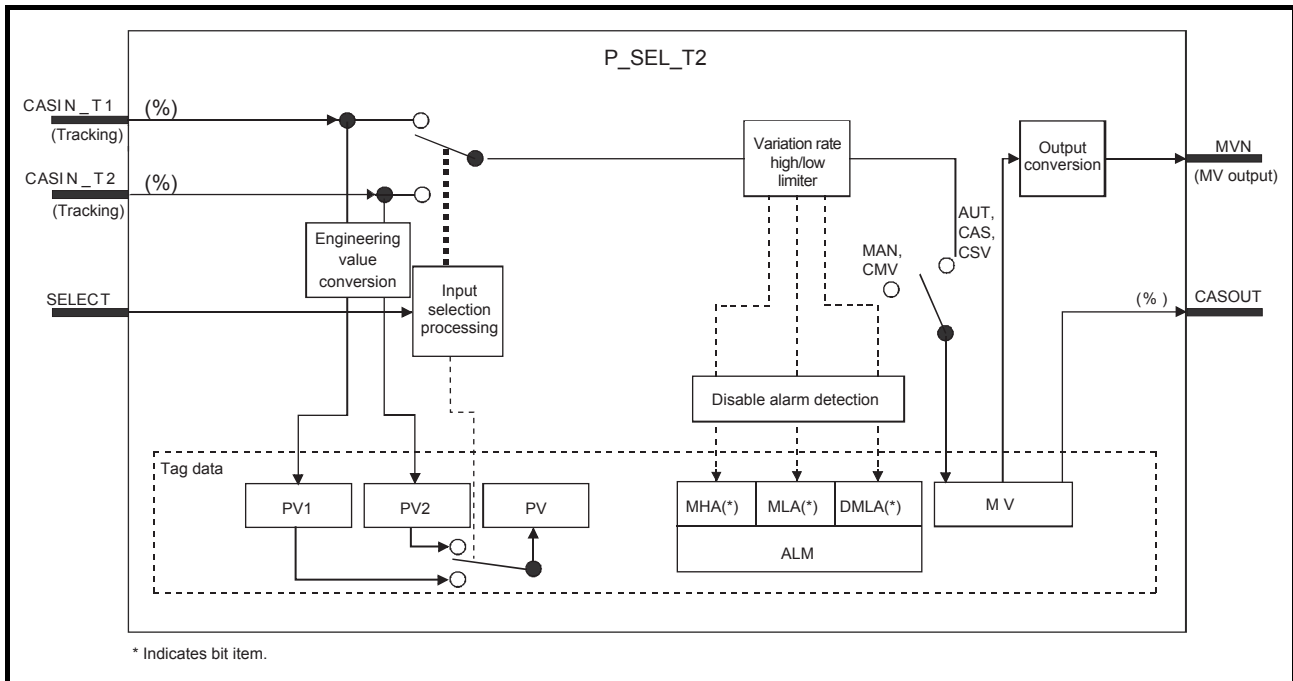 P_SEL_T2
CASIN_T1
(%)
(Tracking)
CASIN_T2
(%)
(Tracking)
SELECT
Engineering
value
conversion
Input
selection
processing
Variation rate
high/low
limiter
Output
conversion
MVN
(MV output)
AUT,
CAS,
CSV
MAN,
CMV
(% )
CASOUT
Disable alarm detection
Tag data
PV1
PV2
PV
MHA(*)
MLA(*)
DMLA(*)
ALM
M V
* Indicates bit item.